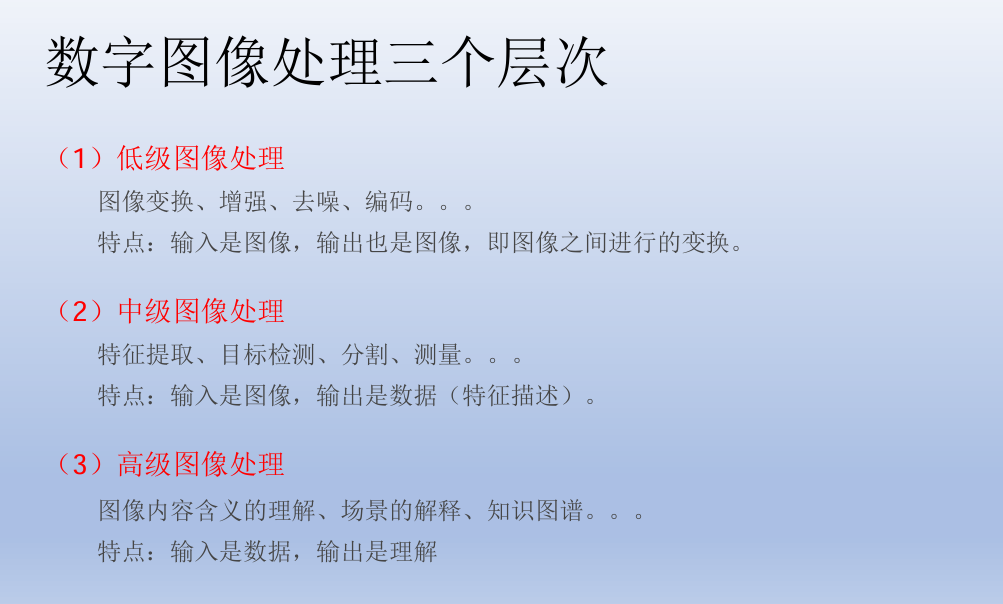 数字图像处理三个层次
（1）低级图像处理
图像变换、增强、去噪、编码。。。
特点：输入是图像，输出也是图像，即图像之间进行的变换。
（2）中级图像处理
特征提取、目标检测、分割、测量。。。
特点：输入是图像，输出是数据（特征描述）。
（3）高级图像处理
图像内容含义的理解、场景的解释、知识图谱。。。
特点：输入是数据，输出是理解